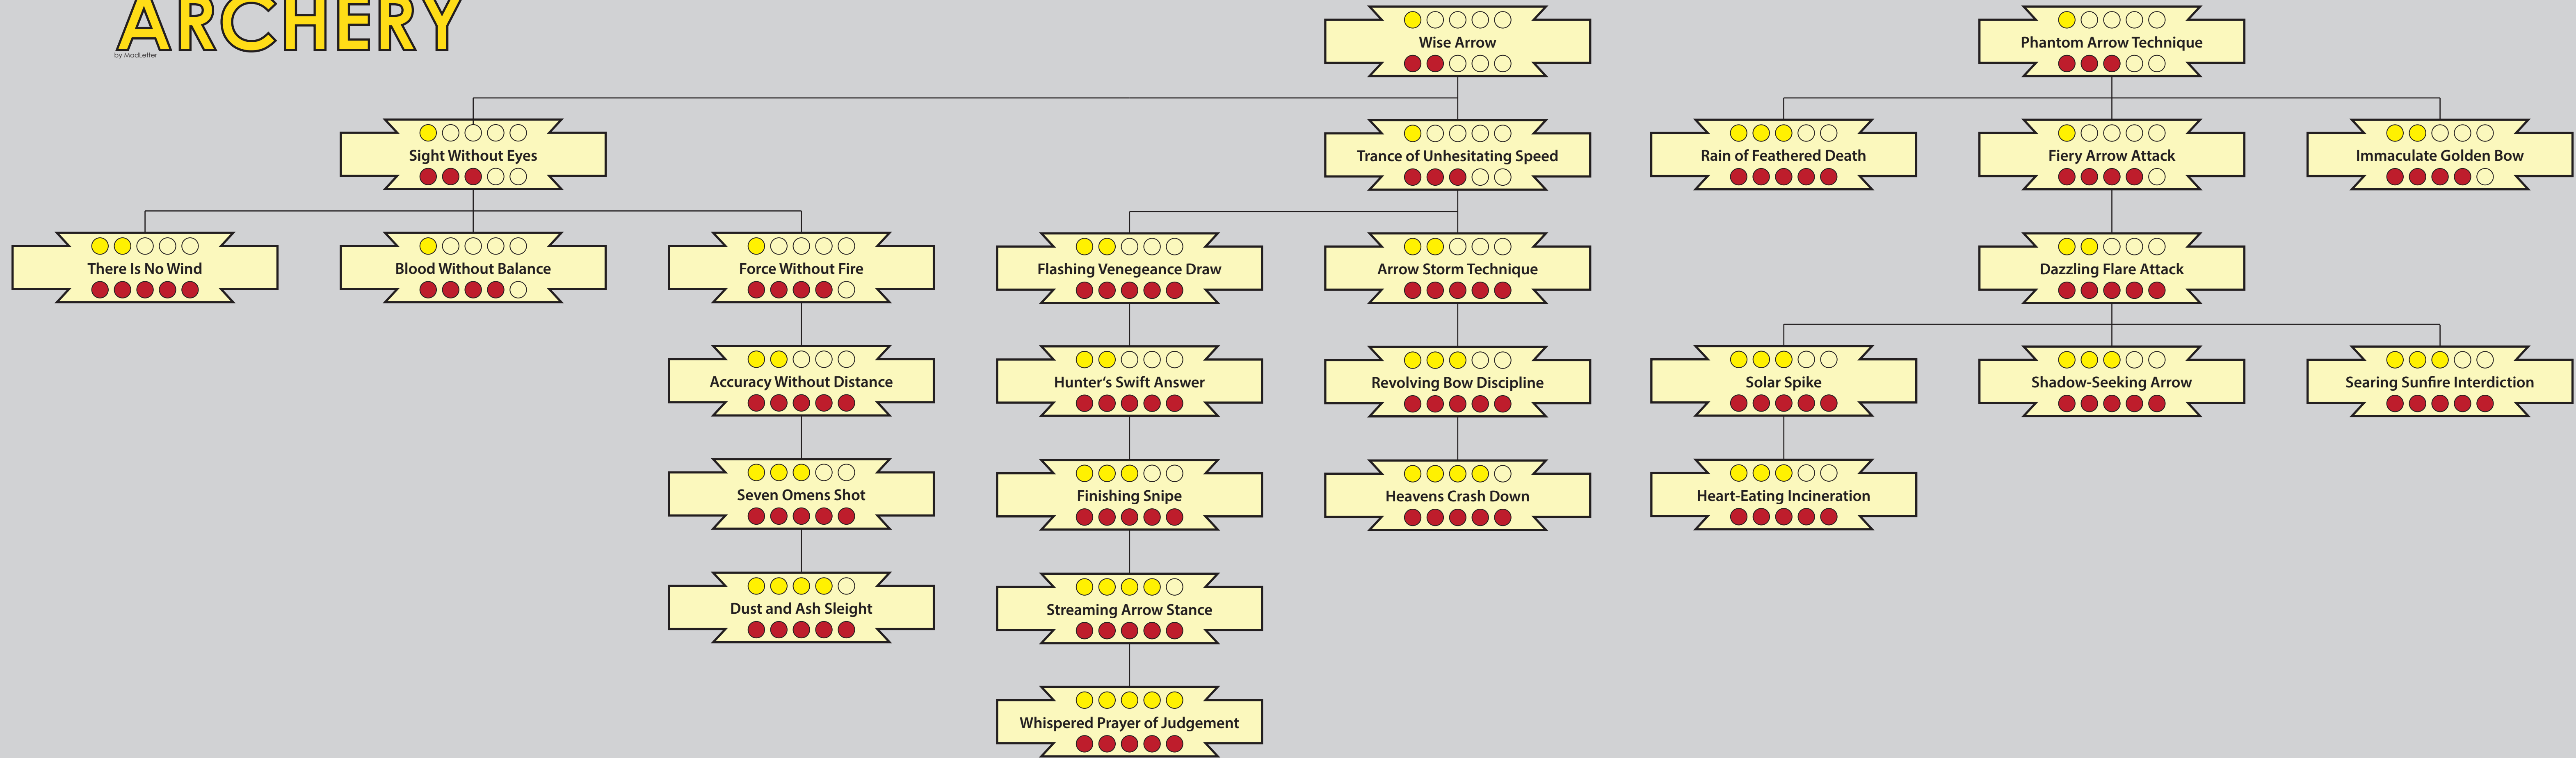 ARCHERY
by MadLetter
Wise Arrow
Phantom Arrow Technique
Sight Without Eyes
Trance of Unhesitating Speed
Rain of Feathered Death
Fiery Arrow Attack
Immaculate Golden Bow
There Is No Wind
Blood Without Balance
Force Without Fire
Flashing Venegeance Draw
Arrow Storm Technique
Dazzling Flare Attack
Accuracy Without Distance
Hunter's Swift Answer
Revolving Bow Discipline
Solar Spike
Shadow-Seeking Arrow
Searing Sunfire Interdiction
Seven Omens Shot
Finishing Snipe
Heavens Crash Down
Heart-Eating Incineration
Dust and Ash Sleight
Streaming Arrow Stance
Whispered Prayer of Judgement